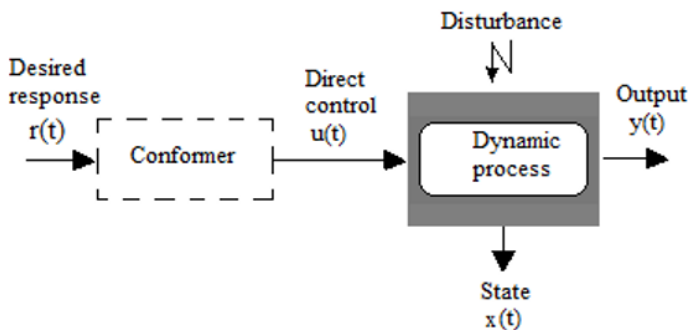 Disturbance
Desired
response
r(t)
Conformer
Direct
control
u(t)
Dynamic
process
Output
y(t)
State
x(t)